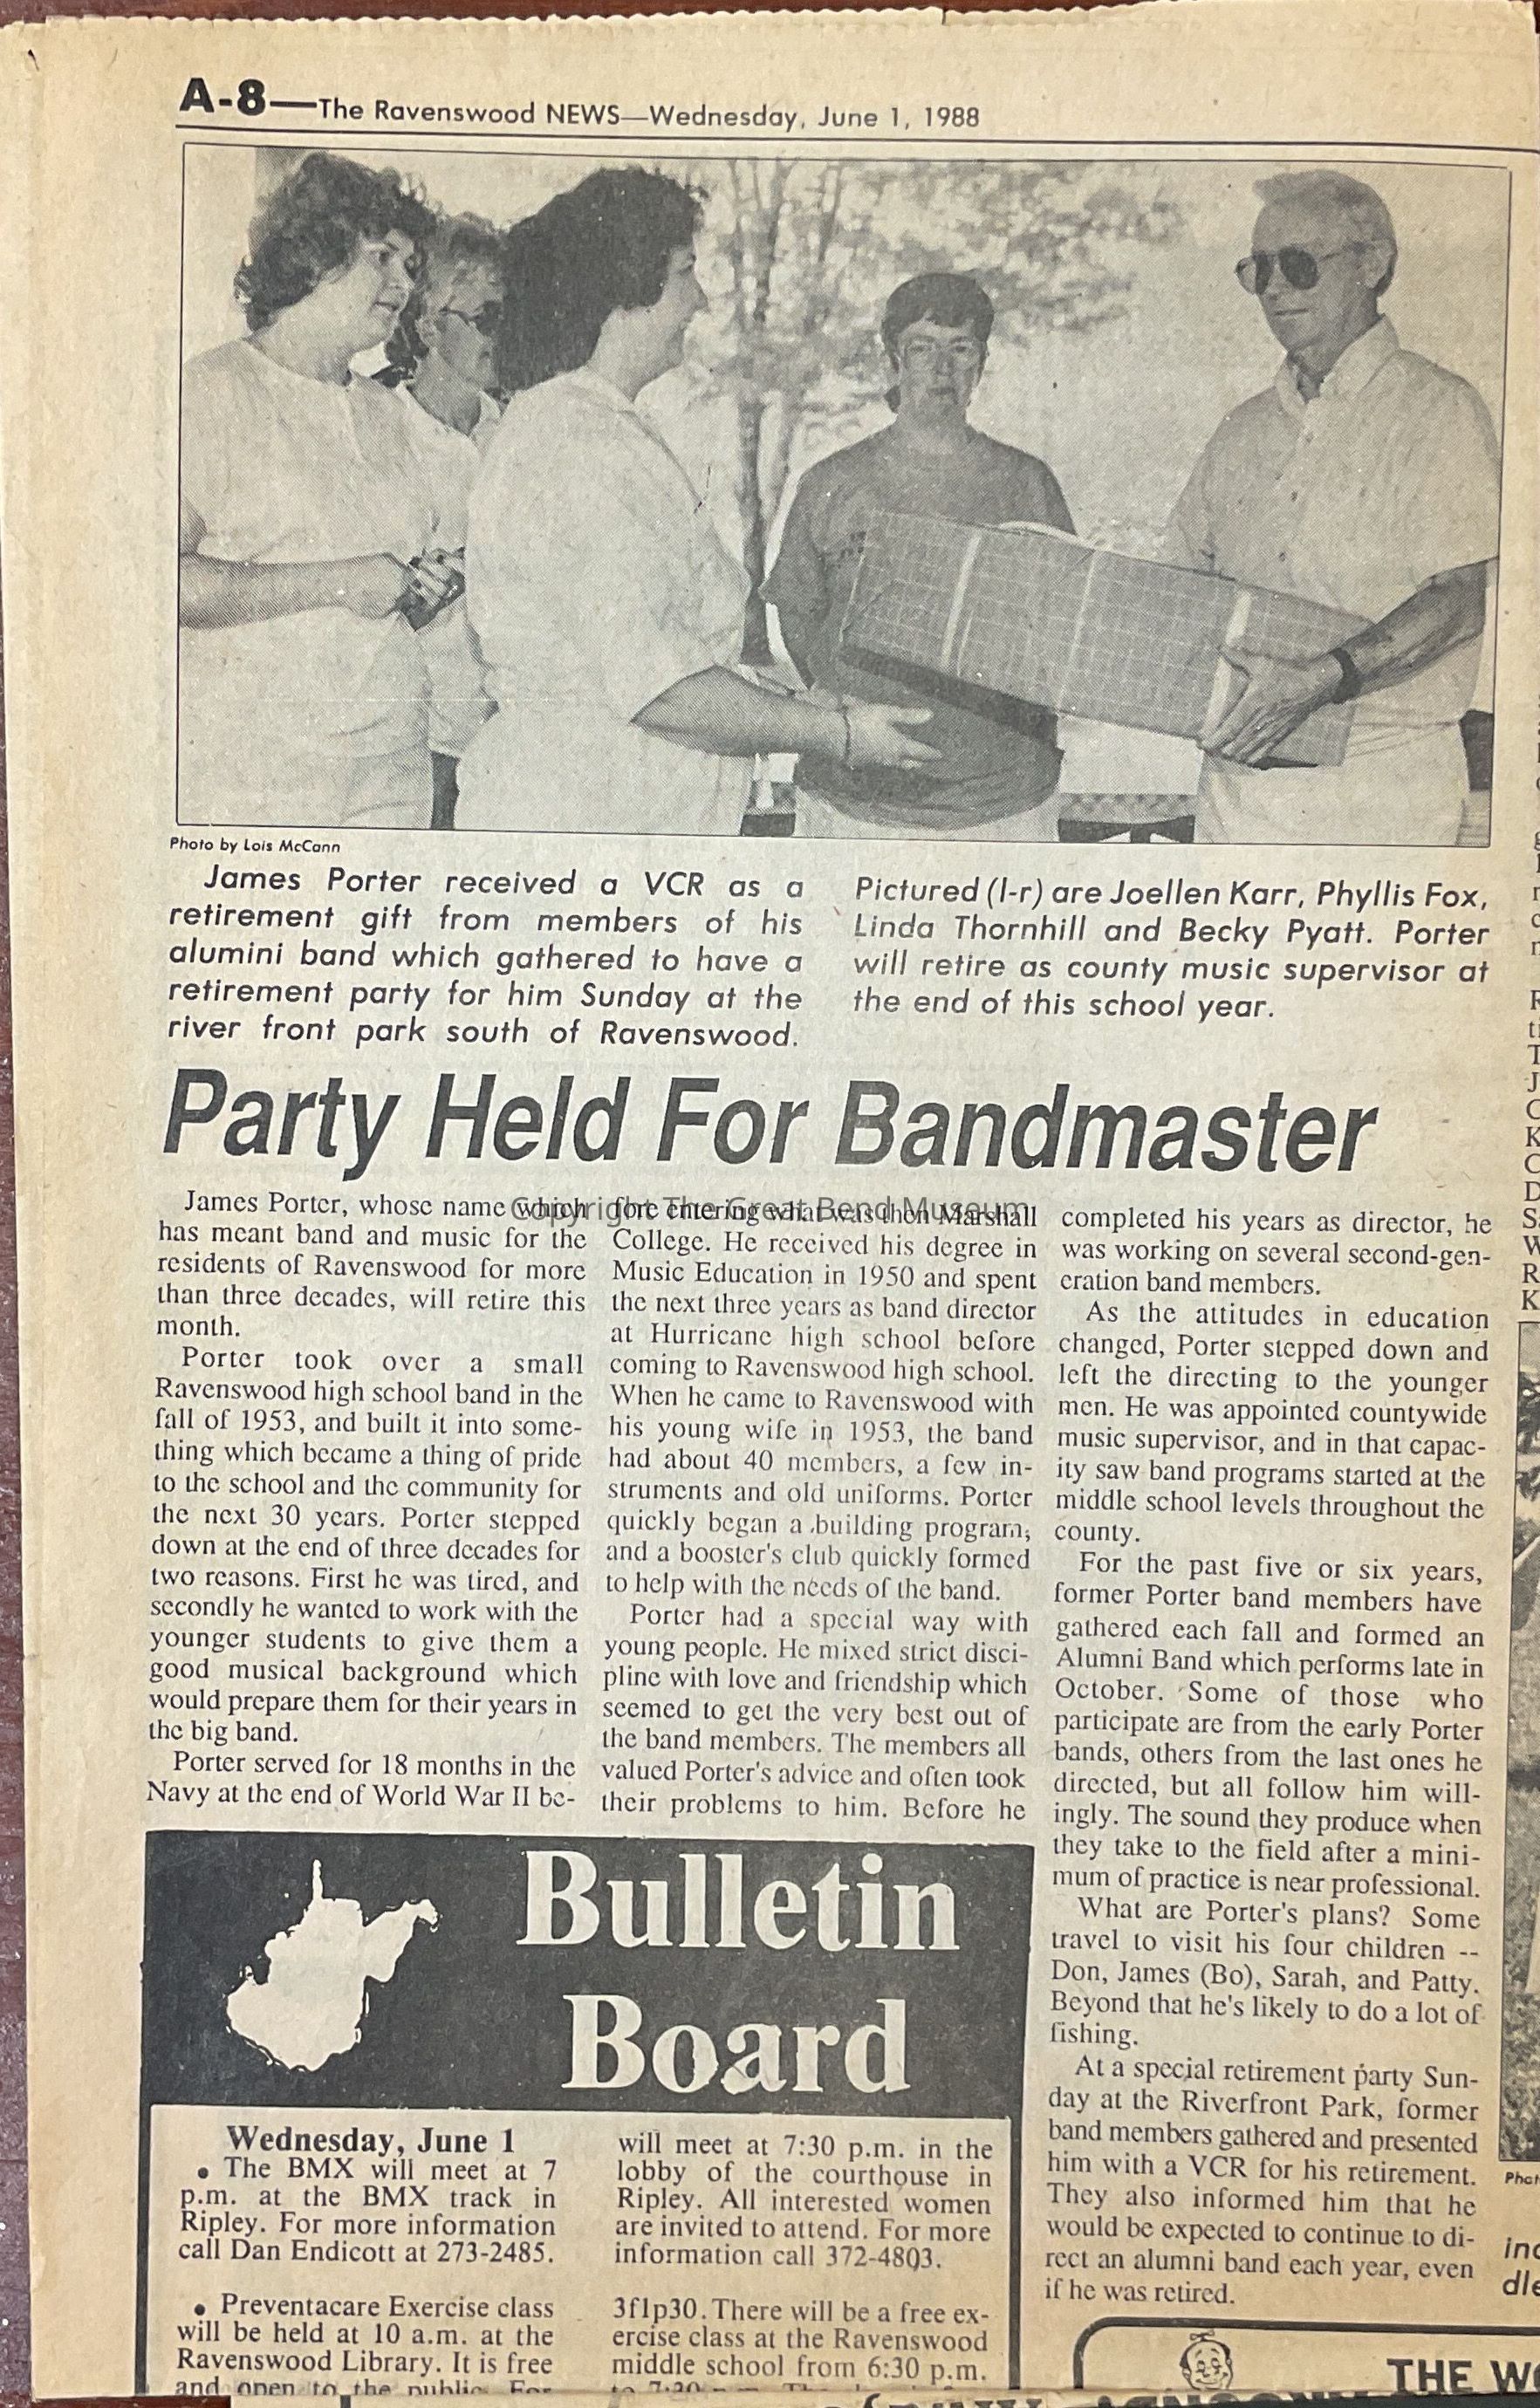 A-8—The Ravenswood NEWS—Wednesday, June 1, 1988
Photo by Lois McCann
James Porter received a VCR as a
retirement gift from members of his
alumini band which gathered to have a
retirement party for him Sunday at the
river front park south of Ravenswood.
Pictured (l-r) are Joellen Karr, Phyllis Fox,
Linda Thornhill and Becky Pyatt. Porter
will retire as county music supervisor at
the end of this school year.
Party Held For Bandmaster
Copyright The Great Bend Museum
James Porter, whose name which
has meant band and music for the
residents of Ravenswood for more
than three decades, will retire this
month.
Porter took over a small
Ravenswood high school band in the
fall of 1953, and built it into some-
thing which became a thing of pride
to the school and the community for
the next 30 years. Porter stepped
down at the end of three decades for
two reasons. First he was tired, and
secondly he wanted to work with the
younger students to give them a
good musical background which
would prepare them for their years in
the big band.
Porter served for 18 months in the
Navy at the end of World War II be-
fore entering what was then Marshall
College. He received his degree in
Music Education in 1950 and spent
the next three years as band director
at Hurricane high school before
coming to Ravenswood high school.
When he came to Ravenswood with
his young wife in 1953, the band
had about 40 members, a few in-
struments and old uniforms. Porter
quickly began a building program;
and a booster's club quickly formed
to help with the needs of the band.
Porter had a special way with
young people. He mixed strict disci-
pline with love and friendship which
seemed to get the very best out of
the band members. The members all
valued Porter's advice and often took
their problems to him. Before he
completed his years as director, he
was working on several second-gen-
eration band members.
As the attitudes in education
changed, Porter stepped down and
left the directing to the younger
men. He was appointed countywide
music supervisor, and in that capac-
ity saw band programs started at the
middle school levels throughout the
county.
For the past five or six years,
former Porter band members have
gathered each fall and formed an
Alumni Band which performs late in
October. Some of those who
participate are from the early Porter
bands, others from the last ones he
directed, but all follow him will-
ingly. The sound they produce when
they take to the field after a mini-
mum of practice is near professional.
What are Porter's plans? Some
travel to visit his four children --
Don, James (Bo), Sarah, and Patty.
Beyond that he's likely to do a lot of
fishing.
At a special retirement party Sun-
day at the Riverfront Park, former
band members gathered and presented
him with a VCR for his retirement.
They also informed him that he
would be expected to continue to di-
rect an alumni band each year, even
if he was retired.
Bulletin
Board
Wednesday, June 1
• The BMX will meet at 7
p.m. at the BMX track in
Ripley. For more information
call Dan Endicott at 273-2485.
• Preventacare Exercise class
will be held at 10 a.m. at the
Ravenswood Library. It is free
and open to the public. For
will meet at 7:30 p.m. in the
lobby of the courthouse in
Ripley. All interested women
are invited to attend. For more
information call 372-4803.
3f1p30. There will be a free ex-
ercise class at the Ravenswood
middle school from 6:30 p.m.
to 7:30 p.m.
THE